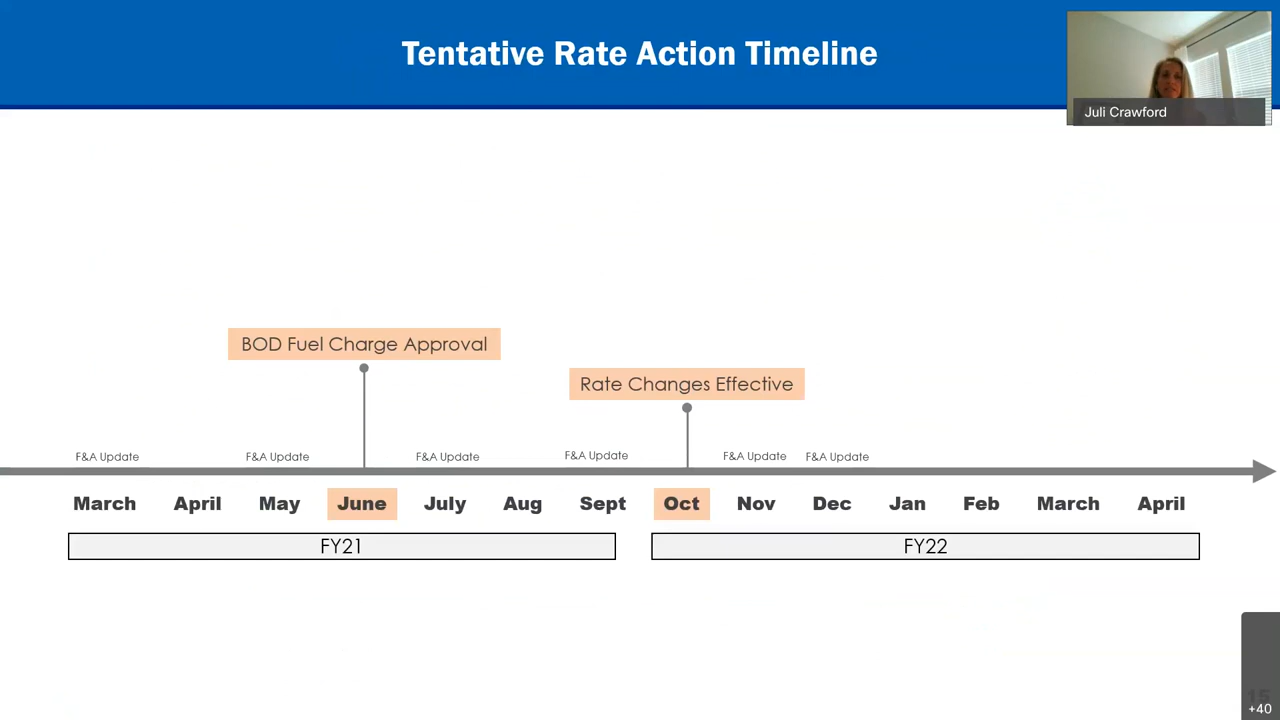 Tentative Rate Action Timeline
Juli Crawford
BOD Fuel Charge Approval
Rate Changes Effective
F&A Update F&A Update F&A Update F&A Update F&A Update F&A Update
March April May June July Aug Sept Oct Nov Dec Jan Feb March April
FY21 FY22
15
+40